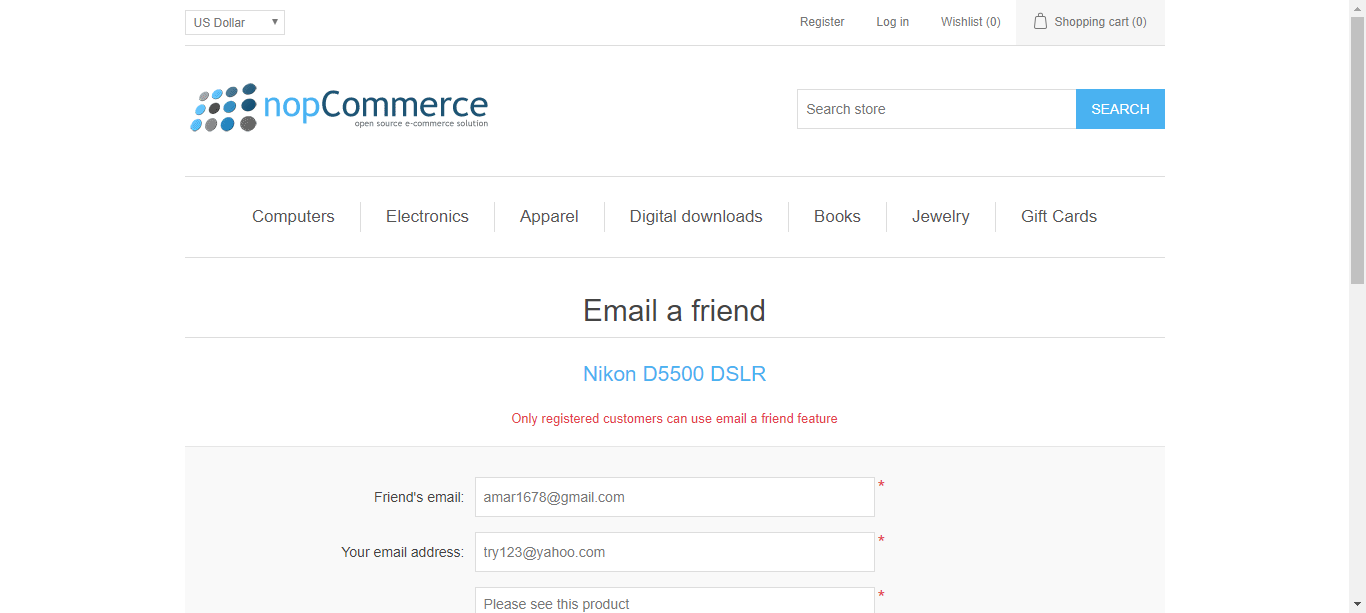 US Dollar Register Log in Wishlist (0) Shopping cart (0)
nopCommerce
open source e-commerce solution
Search store SEARCH
Computers Electronics Apparel Digital downloads Books Jewelry Gift Cards
Email a friend
Nikon D5500 DSLR
Only registered customers can use email a friend feature
Friend's email: amar1678@gmail.com *
Your email address: try123@yahoo.com *
Please see this product *